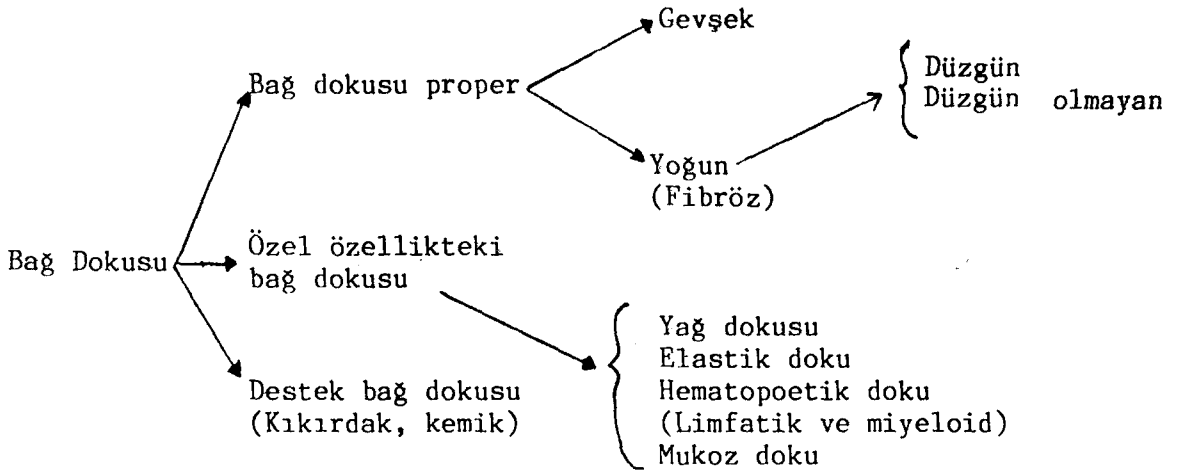 Gevşek
Bağ dokusu proper
Düzgün
Düzgün olmayan
Yoğun
(Fibröz)
Bağ Dokusu
Özel özellikteki
bağ dokusu
Yağ dokusu
Elastik doku
Hematopoetik doku
(Limfatik ve miyeloid)
Mukoz doku
Destek bağ dokusu
(Kıkırdak, kemik)